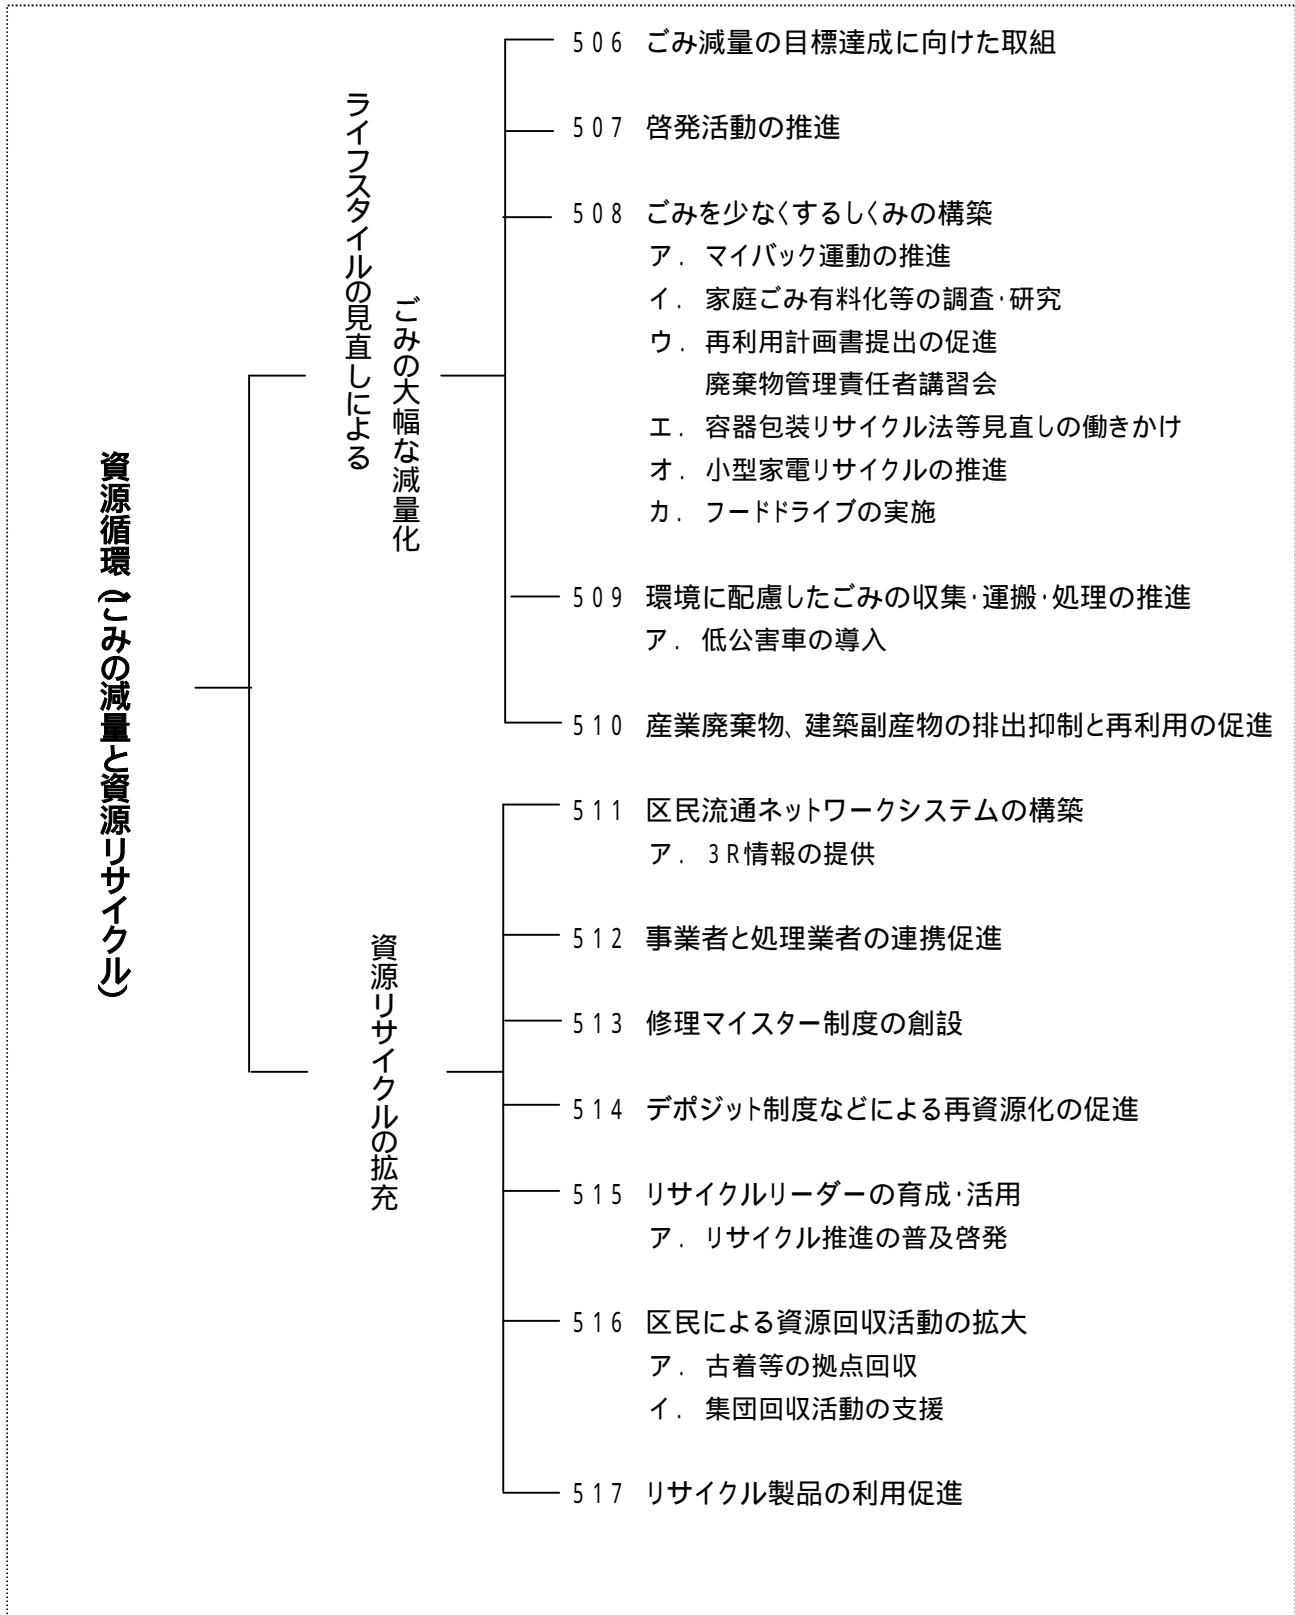 資源循環(ごみの減量と資源リサイクル)
ライフスタイルの見直しによる
ごみの大幅な減量化
506 ごみ減量の目標達成に向けた取組
507 啓発活動の推進
508 ごみを少なくするしくみの構築
ア. マイバック運動の推進
イ. 家庭ごみ有料化等の調査・研究
ウ. 再利用計画書提出の促進
廃棄物管理責任者講習会
エ. 容器包装リサイクル法等見直しの働きかけ
オ. 小型家電リサイクルの推進
カ. フードドライブの実施
509 環境に配慮したごみの収集・運搬・処理の推進
ア. 低公害車の導入
510 産業廃棄物、建築副産物の排出抑制と再利用の促進
資源リサイクルの拡充
511 区民流通ネットワークシステムの構築
ア. 3R情報の提供
512 事業者と処理業者の連携促進
513 修理マイスター制度の創設
514 デポジット制度などによる再資源化の促進
515 リサイクルリーダーの育成・活用
ア. リサイクル推進の普及啓発
516 区民による資源回収活動の拡大
ア. 古着等の拠点回収
イ. 集団回収活動の支援
517 リサイクル製品の利用促進